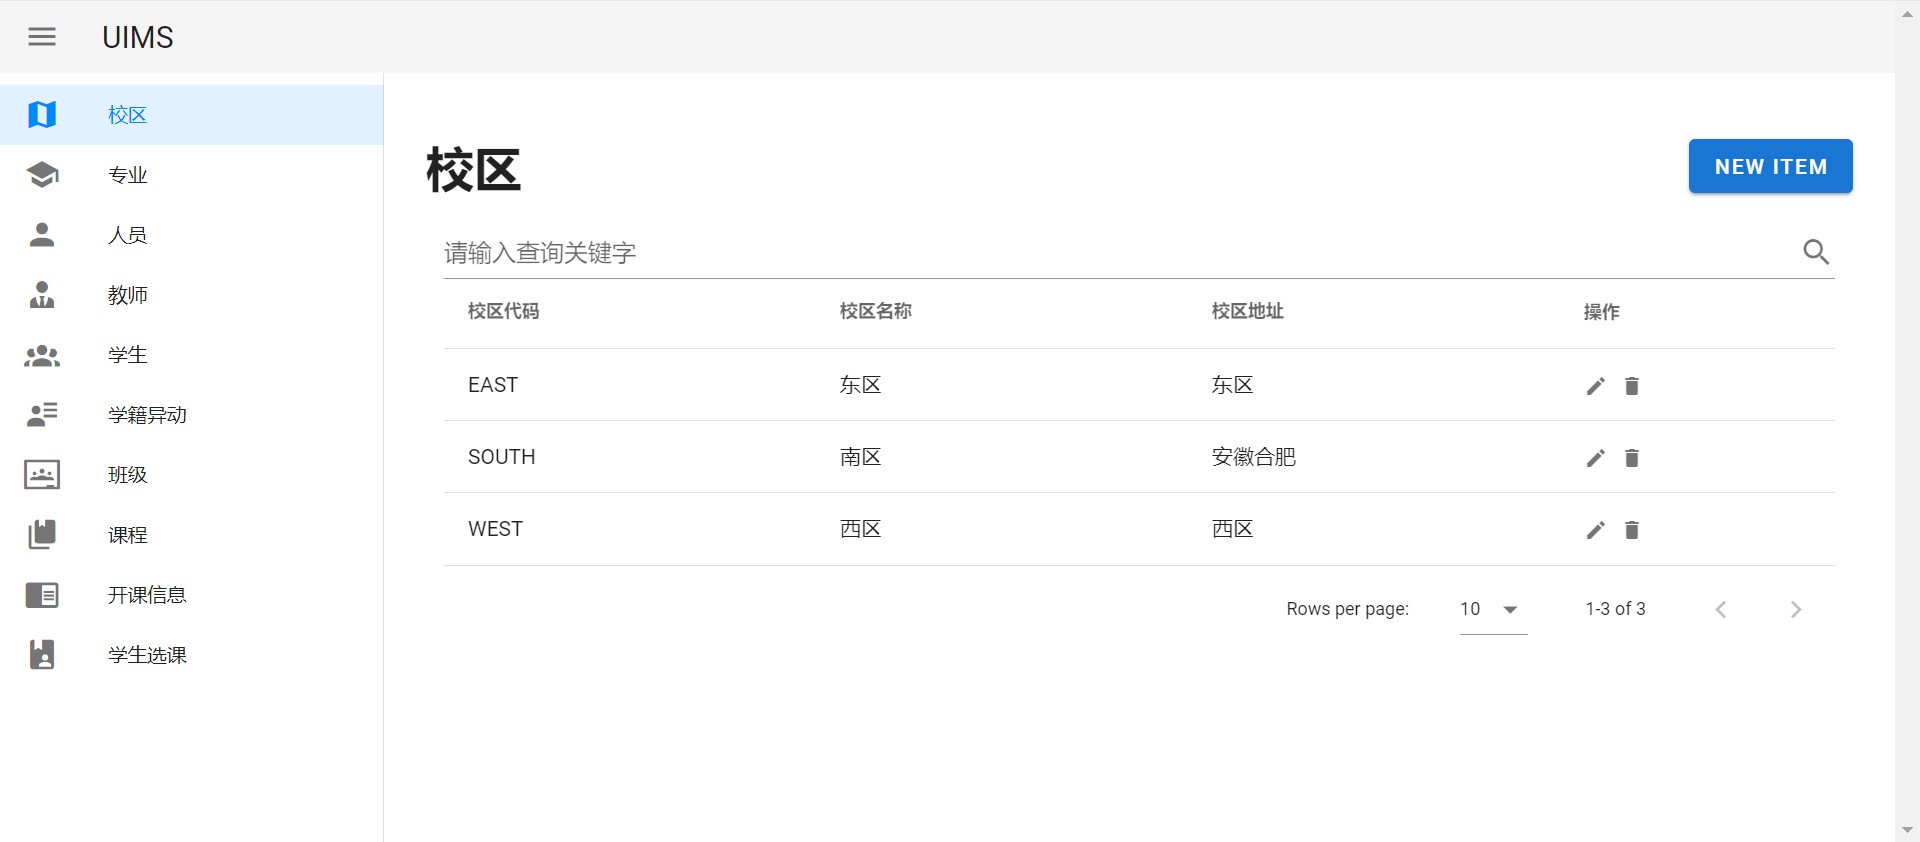 UIMS
校区
专业
人员
教师
学生
学籍异动
班级
课程
开课信息
学生选课
校区
NEW ITEM
请输入查询关键字
校区代码 校区名称 校区地址 操作
EAST 东区 东区
SOUTH 南区 安徽合肥
WEST 西区 西区
Rows per page: 10 1-3 of 3